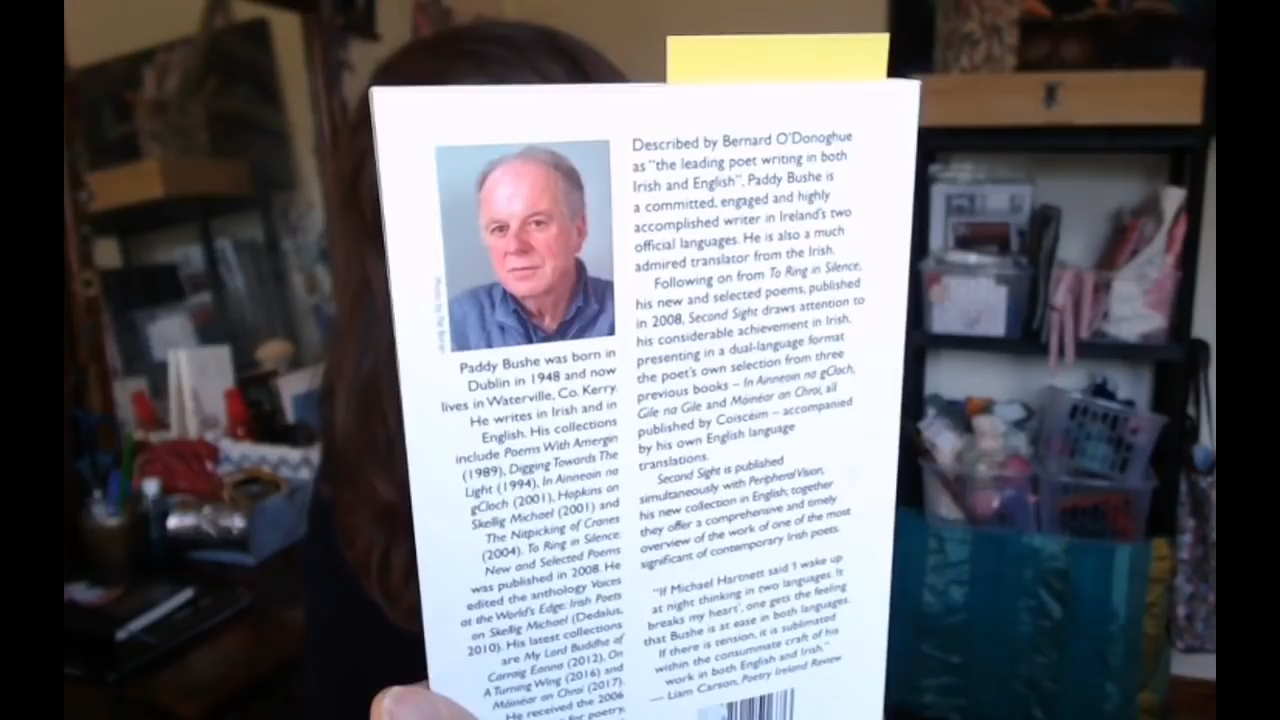 Paddy Bushe was born in
Dublin in 1948 and now
lives in Waterville, Co. Kerry.
He writes in Irish and in
English. His collections
include Poems With Amergin
(1989), Digging Towards The
Light (1994), In Ainneoin na
gCloch (2001), Hopkins on
Skellig Michael (2001) and
The Nitpicking of Cranes
(2004). To Ring in Silence:
New and Selected Poems
was published in 2008. He
edited the anthology Voices
at the World's Edge: Irish Poets
on Skellig Michael (Dedalus,
2010). His latest collections
are My Lord Buddha of
Carraig Eanna (2012), On
A Turning Wing (2016) and
Móinéar an Chroí (2017).
He received the 2006
for poetry,
Described by Bernard O'Donoghue
as "the leading poet writing in both
Irish and English", Paddy Bushe is
a committed, engaged and highly
accomplished writer in Ireland's two
official languages. He is also a much
admired translator from the Irish.
Following on from To Ring in Silence,
his new and selected poems, published
in 2008, Second Sight draws attention to
his considerable achievement in Irish,
presenting in a dual-language format
the poet's own selection from three
previous books – In Ainneoin na gCloch,
Gile na Gile and Móinéar an Chroí, all
published by Coiscéim – accompanied
by his own English language
translations.
Second Sight is published
simultaneously with Peripheral Vision,
his new collection in English; together
they offer a comprehensive and timely
overview of the work of one of the most
significant of contemporary Irish poets.
"If Michael Hartnett said 'I wake up
at night thinking in two languages. It
breaks my heart', one gets the feeling
that Bushe is at ease in both languages.
If there is tension, it is sublimated
within the consummate craft of his
work in both English and Irish."
— Liam Carson, Poetry Ireland Review